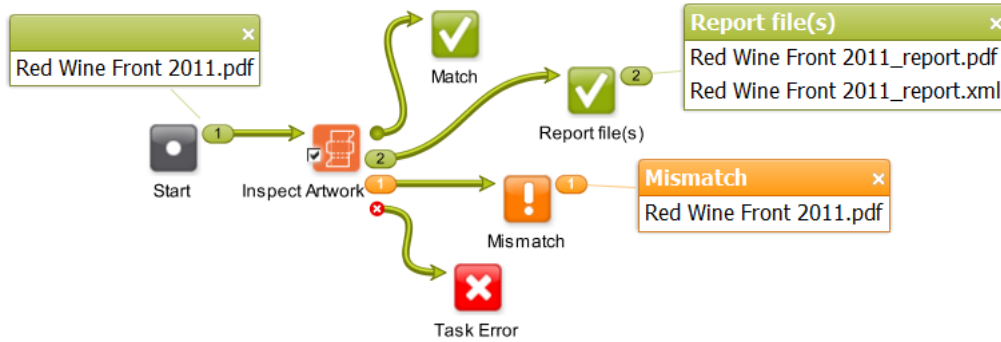 Red Wine Front 2011.pdf
1
Start
Inspect Artwork
2
1
Match
Report file(s)
2
Report file(s)
Red Wine Front 2011_report.pdf
Red Wine Front 2011_report.xml
Mismatch
1
Mismatch
Red Wine Front 2011.pdf
Task Error